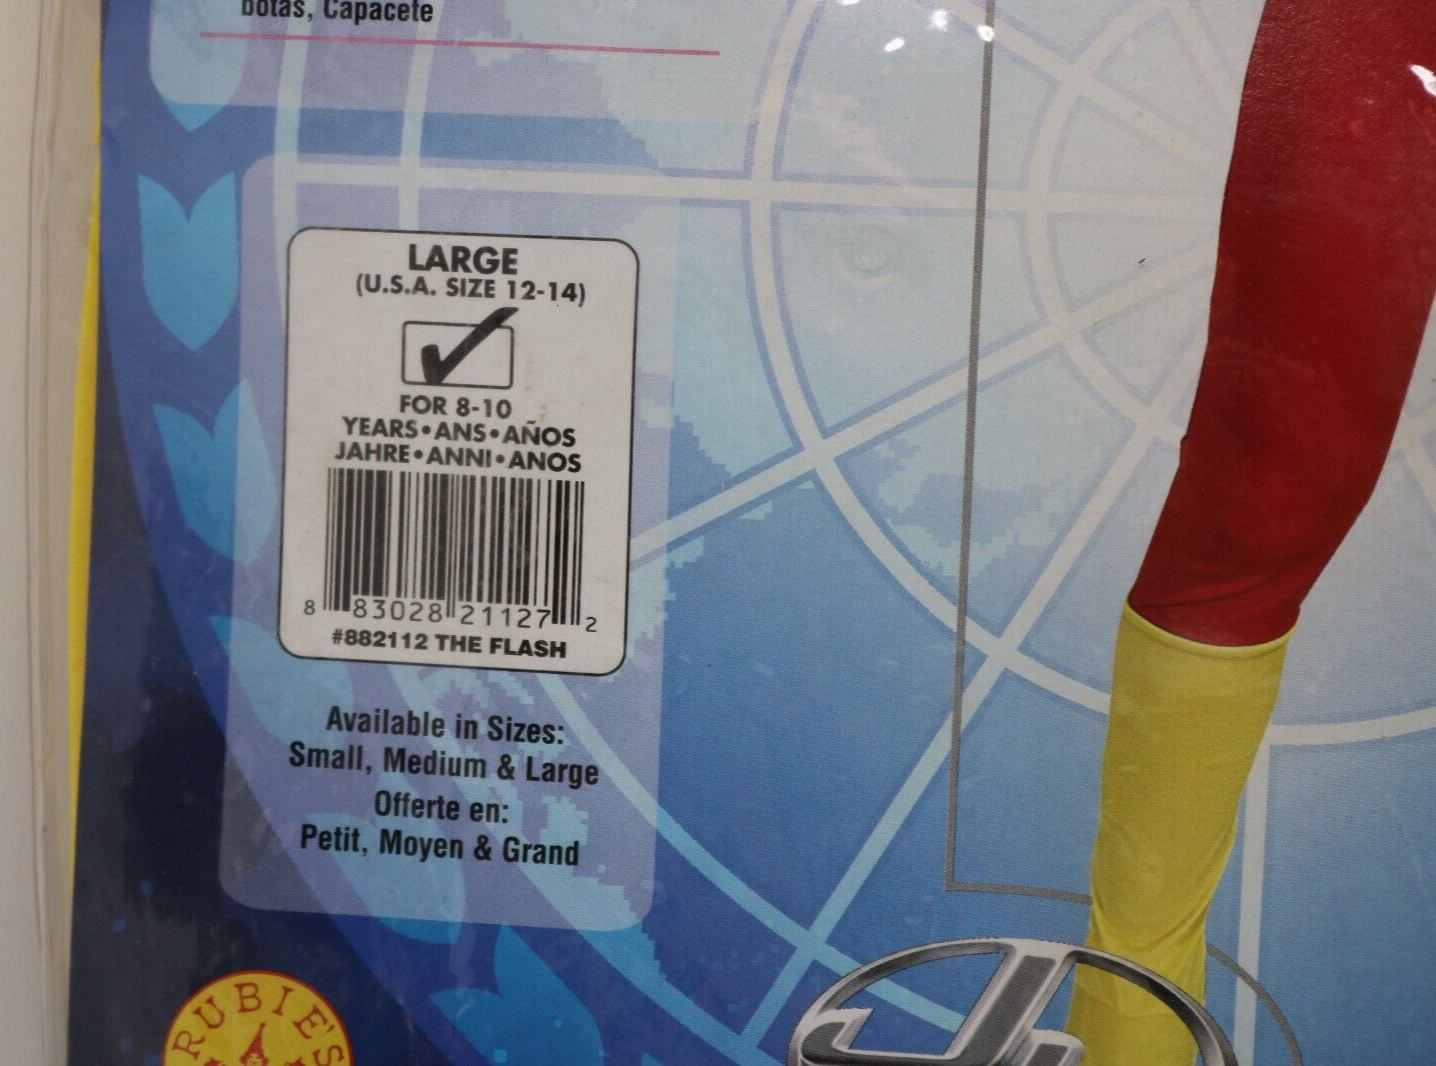 botas, Capacete
LARGE
(U.S.A. SIZE 12-14)
FOR 8-10
YEARS•ANS•AÑOS
JAHRE•ANNI•ANOS
8 83028 21127 2
#882112 THE FLASH
Available in Sizes:
Small, Medium & Large
Offerte en:
Petit, Moyen & Grand
RUBIE'S